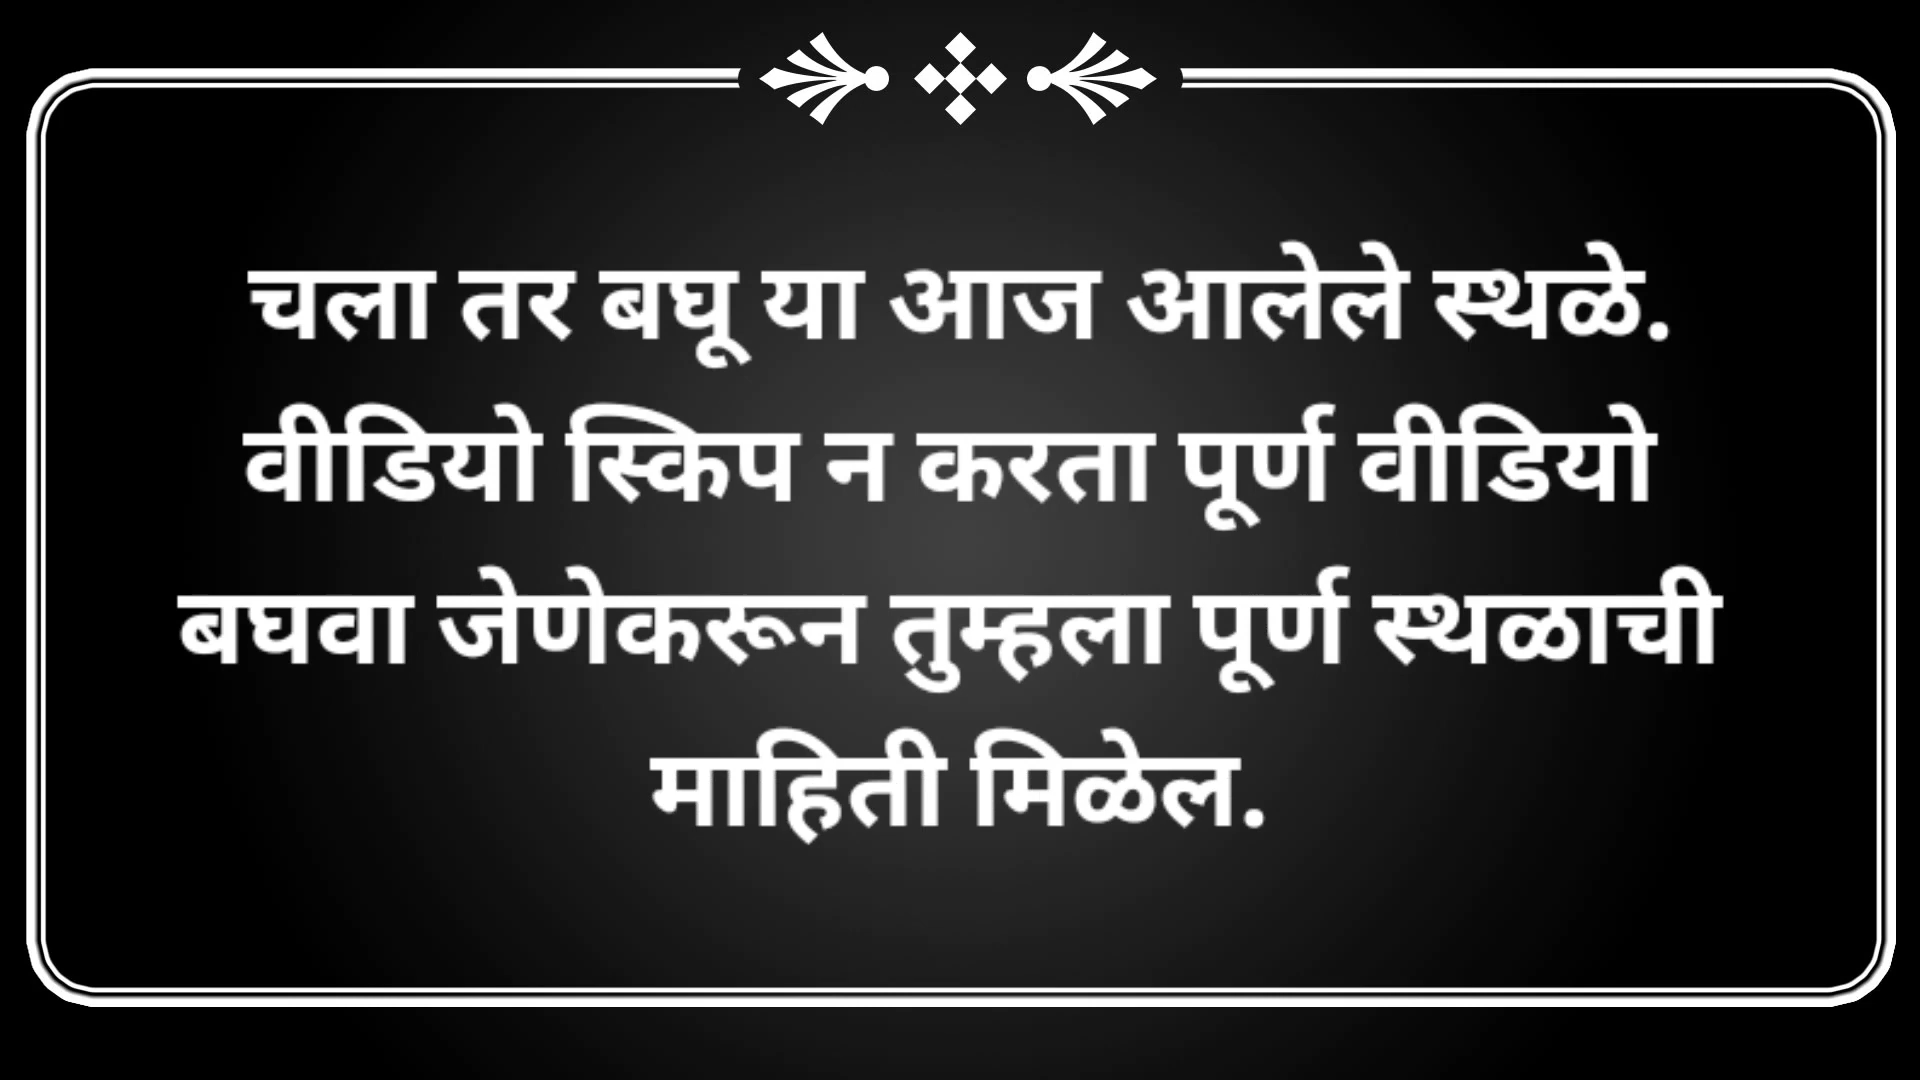 चला तर बघू या आज आलेले स्थळे.
वीडियो स्किप न करता पूर्ण वीडियो
बघवा जेणेकरून तुम्हला पूर्ण स्थळाची
माहिती मिळेल.